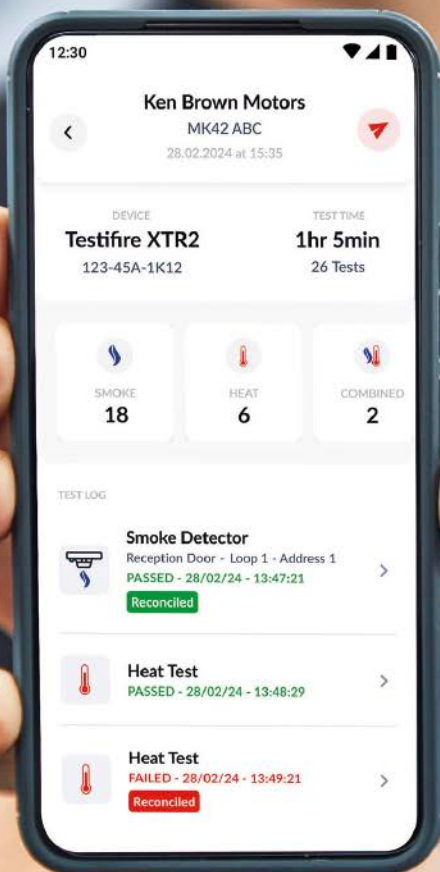 12:30
Ken Brown Motors
MK42 ABC
28.02.2024 at 15:35
DEVICE
Testifire XTR2
123-45A-1K12
TEST TIME
1hr 5min
26 Tests
SMOKE
18
HEAT
6
COMBINED
2
TEST LOG
Smoke Detector
Reception Door - Loop 1 - Address 1
PASSED - 28/02/24 - 13:47:21
Reconciled
Heat Test
PASSED - 28/02/24 - 13:48:29
Heat Test
FAILED - 28/02/24 - 13:49:21
Reconciled